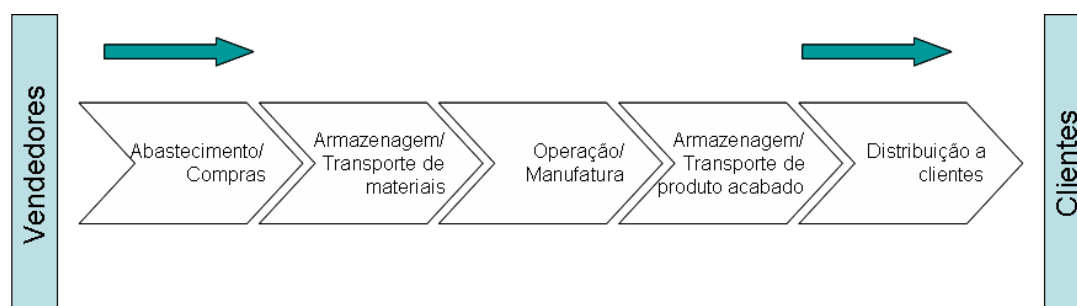 Vendedores
Abastecimento/
Compras
Armazenagem/
Transporte de
materiais
Operação/
Manufatura
Armazenagem/
Transporte de
produto acabado
Distribuição a
clientes
Clientes